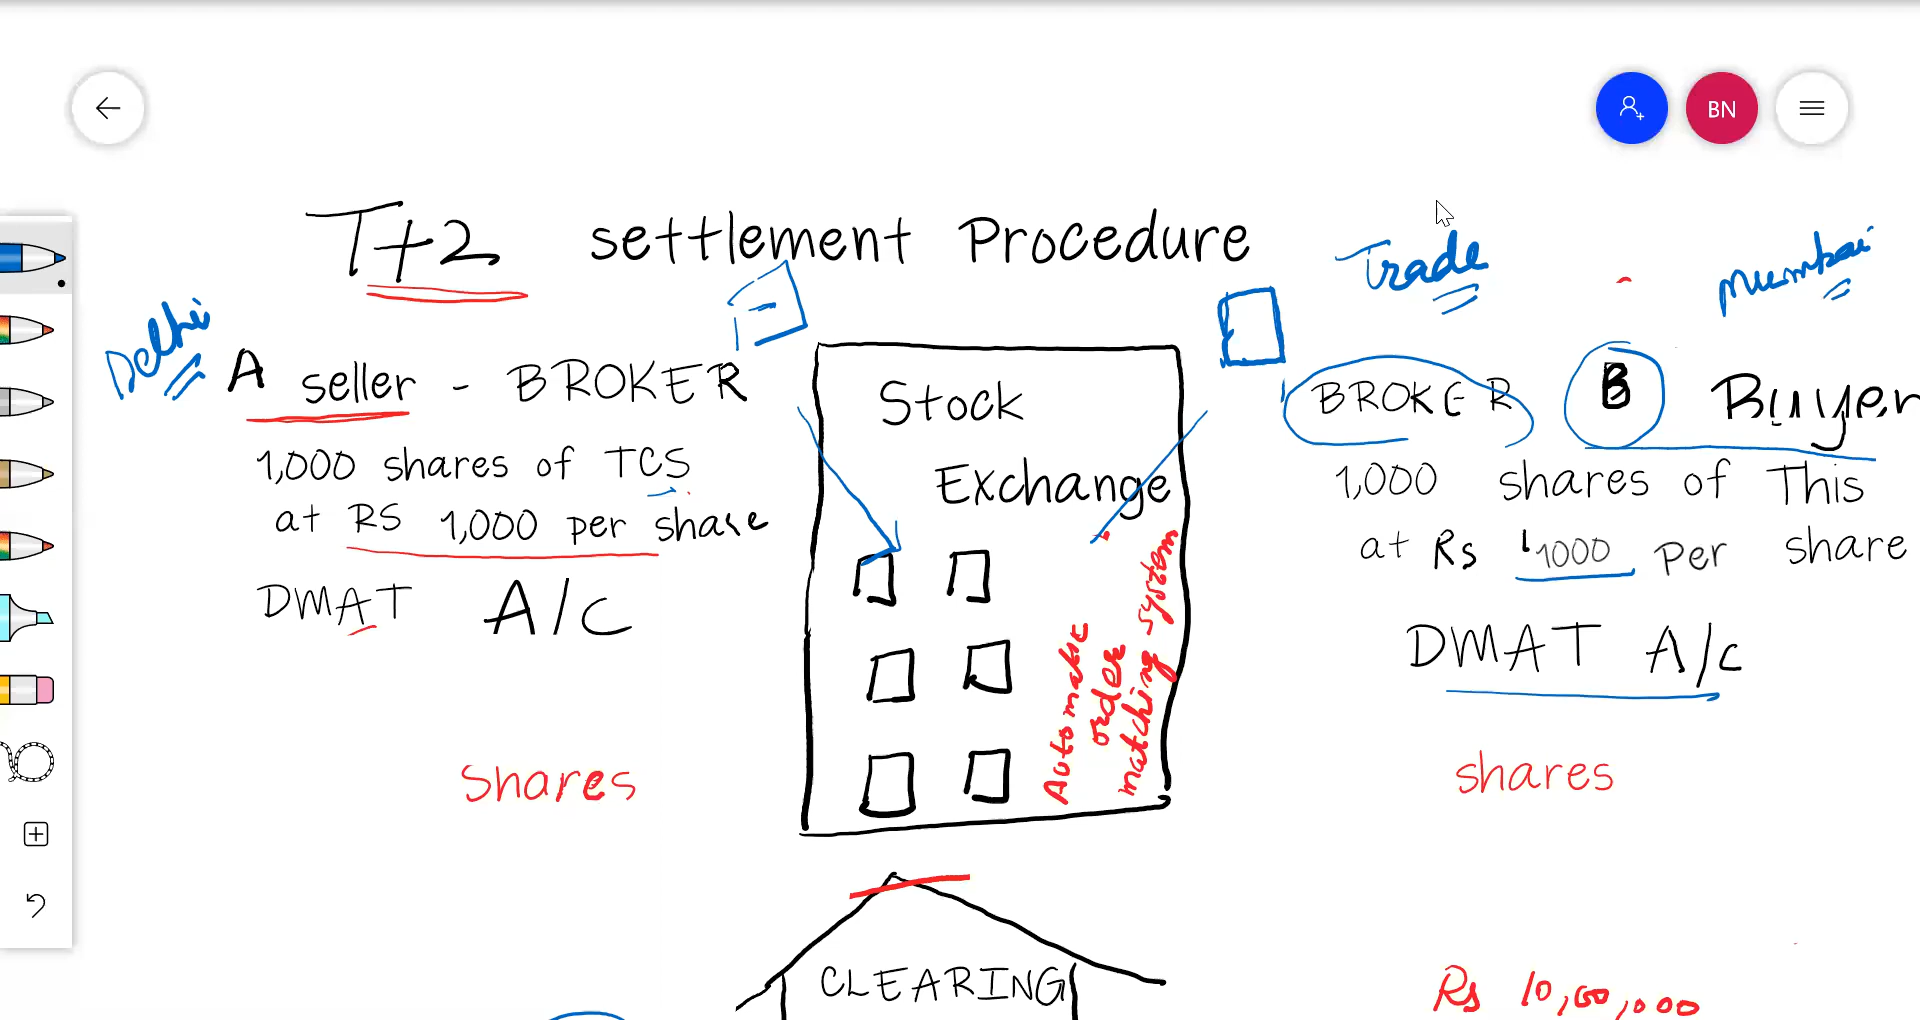 BN
T+2 settlement Procedure
Trade
Mumbai
Delhi
A seller - BROKER
1,000 shares of TCS
at RS 1,000 per share
DMAT A/c
Shares
Stock
Exchange
Automatic
order
matching system
BROKER B Buyer
1,000 shares of This
at Rs 1000 per share
DMAT A/c
shares
CLEARING
Rs 10,00,000